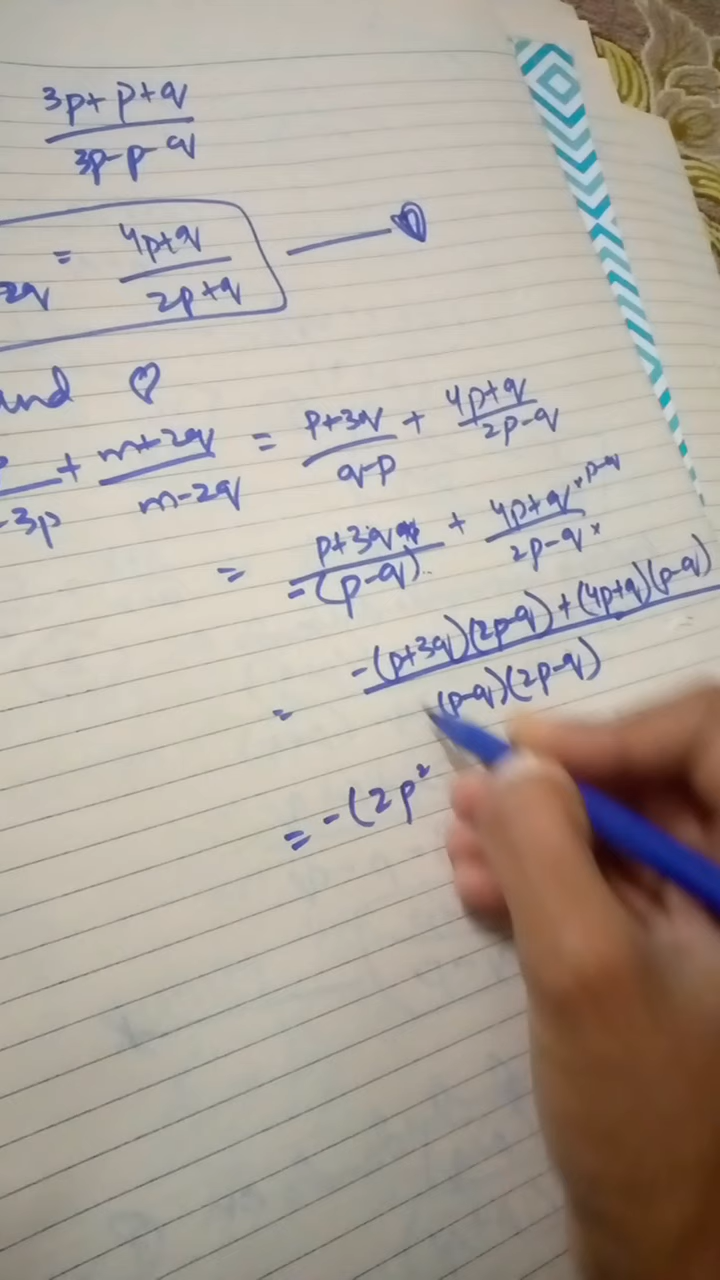 3p+p+q
3p-p-q
2q = 4p+q / 2p+q
and ♡
+ m+2q / m-2q = p+3q / q-p + 4p+q / 2p-q
-3p
= p+3q / -(p-q) + 4p+q / 2p-q × p-q
= -(p+3q)(2p-q)+(4p+q)(p-q) / (p-q)(2p-q)
= -(2p²